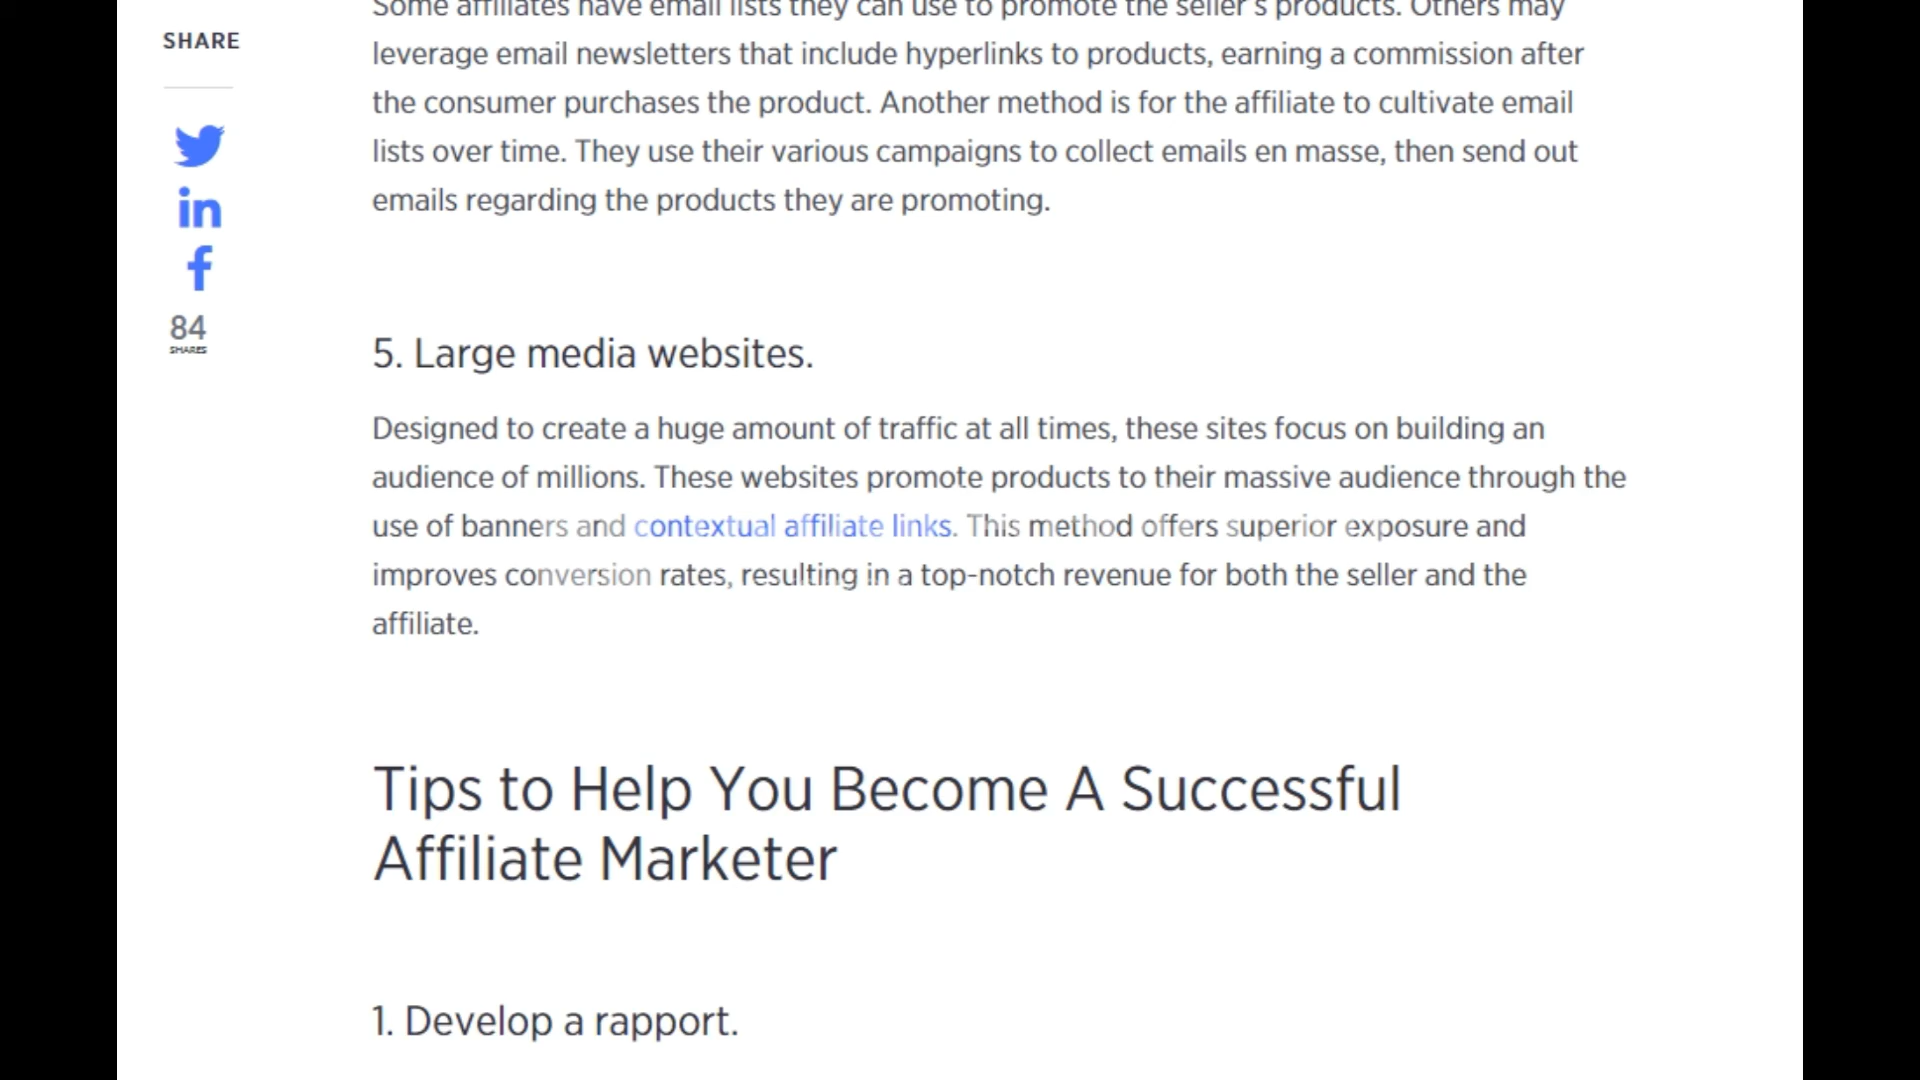 SHARE
84
SHARES
Some affiliates have email lists they can use to promote the seller's products. Others may
leverage email newsletters that include hyperlinks to products, earning a commission after
the consumer purchases the product. Another method is for the affiliate to cultivate email
lists over time. They use their various campaigns to collect emails en masse, then send out
emails regarding the products they are promoting.
5. Large media websites.
Designed to create a huge amount of traffic at all times, these sites focus on building an
audience of millions. These websites promote products to their massive audience through the
use of banners and contextual affiliate links. This method offers superior exposure and
improves conversion rates, resulting in a top-notch revenue for both the seller and the
affiliate.
Tips to Help You Become A Successful
Affiliate Marketer
1. Develop a rapport.